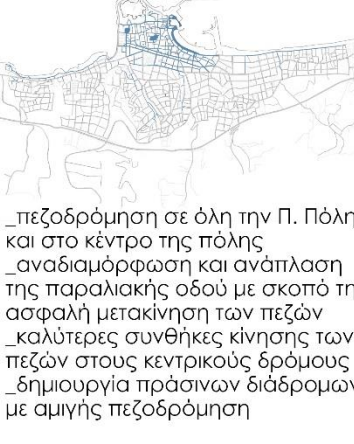 _πεζοδρόμηση σε όλη την Π. Πόλη
και στο κέντρο της πόλης
_αναδιαμόρφωση και ανάπλαση
της παραλιακής οδού με σκοπό τη
ασφαλή μετακίνηση των πεζών
_καλύτερες συνθήκες κίνησης των
πεζών στους κεντρικούς δρόμους
_δημιουργία πράσινων διάδρομων
με αμιγής πεζοδρόμηση